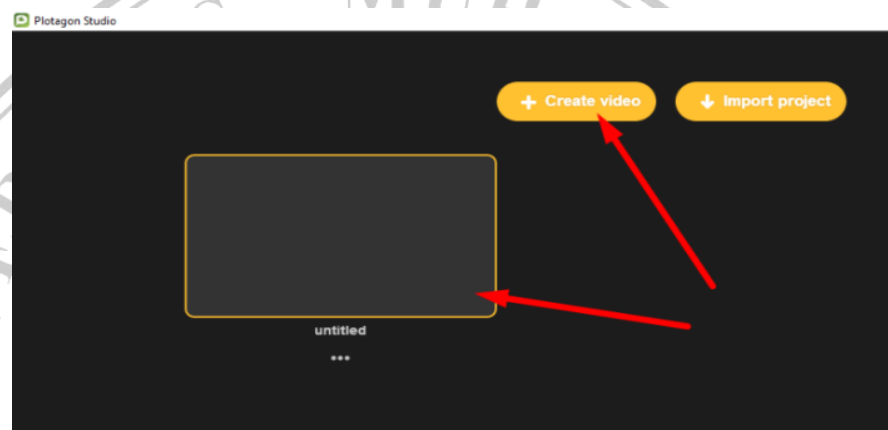 Plotagon Studio
+ Create video
Import project
untitled
•••